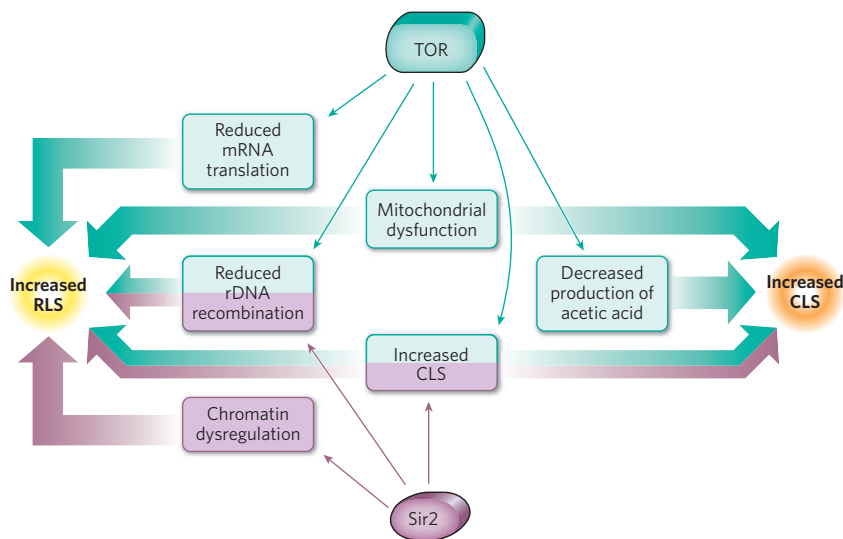 TOR
Reduced
mRNA
translation
Mitochondrial
dysfunction
Increased
RLS
Reduced
rDNA
recombination
Decreased
production of
acetic acid
Increased
CLS
Increased
CLS
Chromatin
dysregulation
Sir2